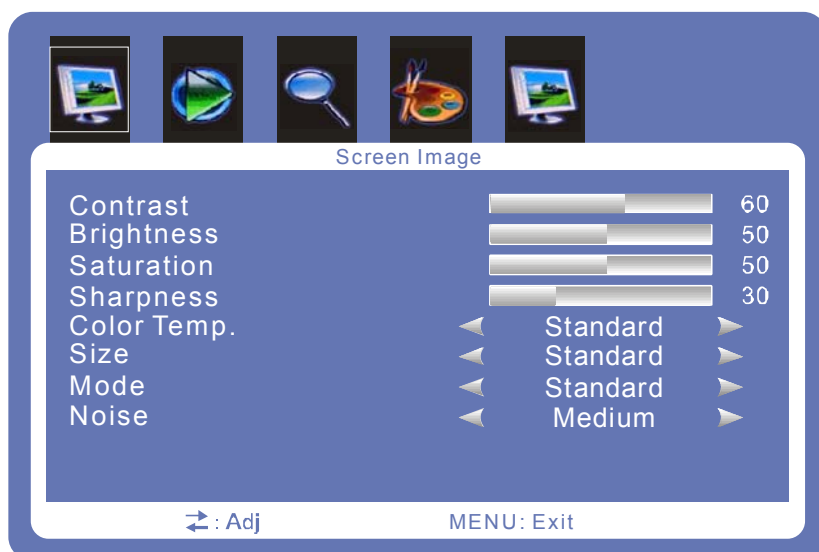 Screen Image
Contrast 60
Brightness 50
Saturation 50
Sharpness 30
Color Temp. Standard
Size Standard
Mode Standard
Noise Medium
: Adj MENU: Exit